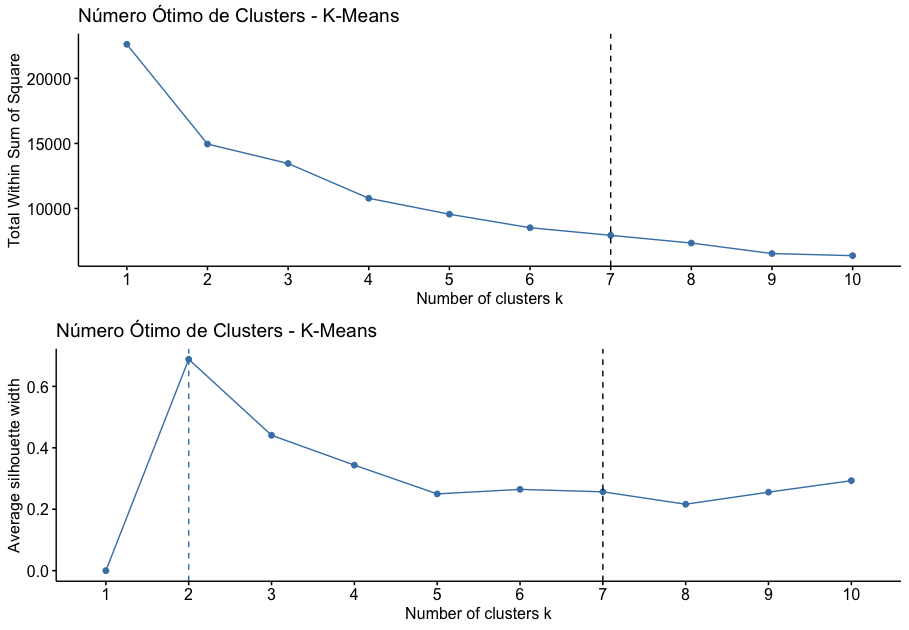 Número Ótimo de Clusters - K-Means
Total Within Sum of Square
20000
15000
10000
1 2 3 4 5 6 7 8 9 10
Number of clusters k
Número Ótimo de Clusters - K-Means
Average silhouette width
0.6
0.4
0.2
0.0
1 2 3 4 5 6 7 8 9 10
Number of clusters k